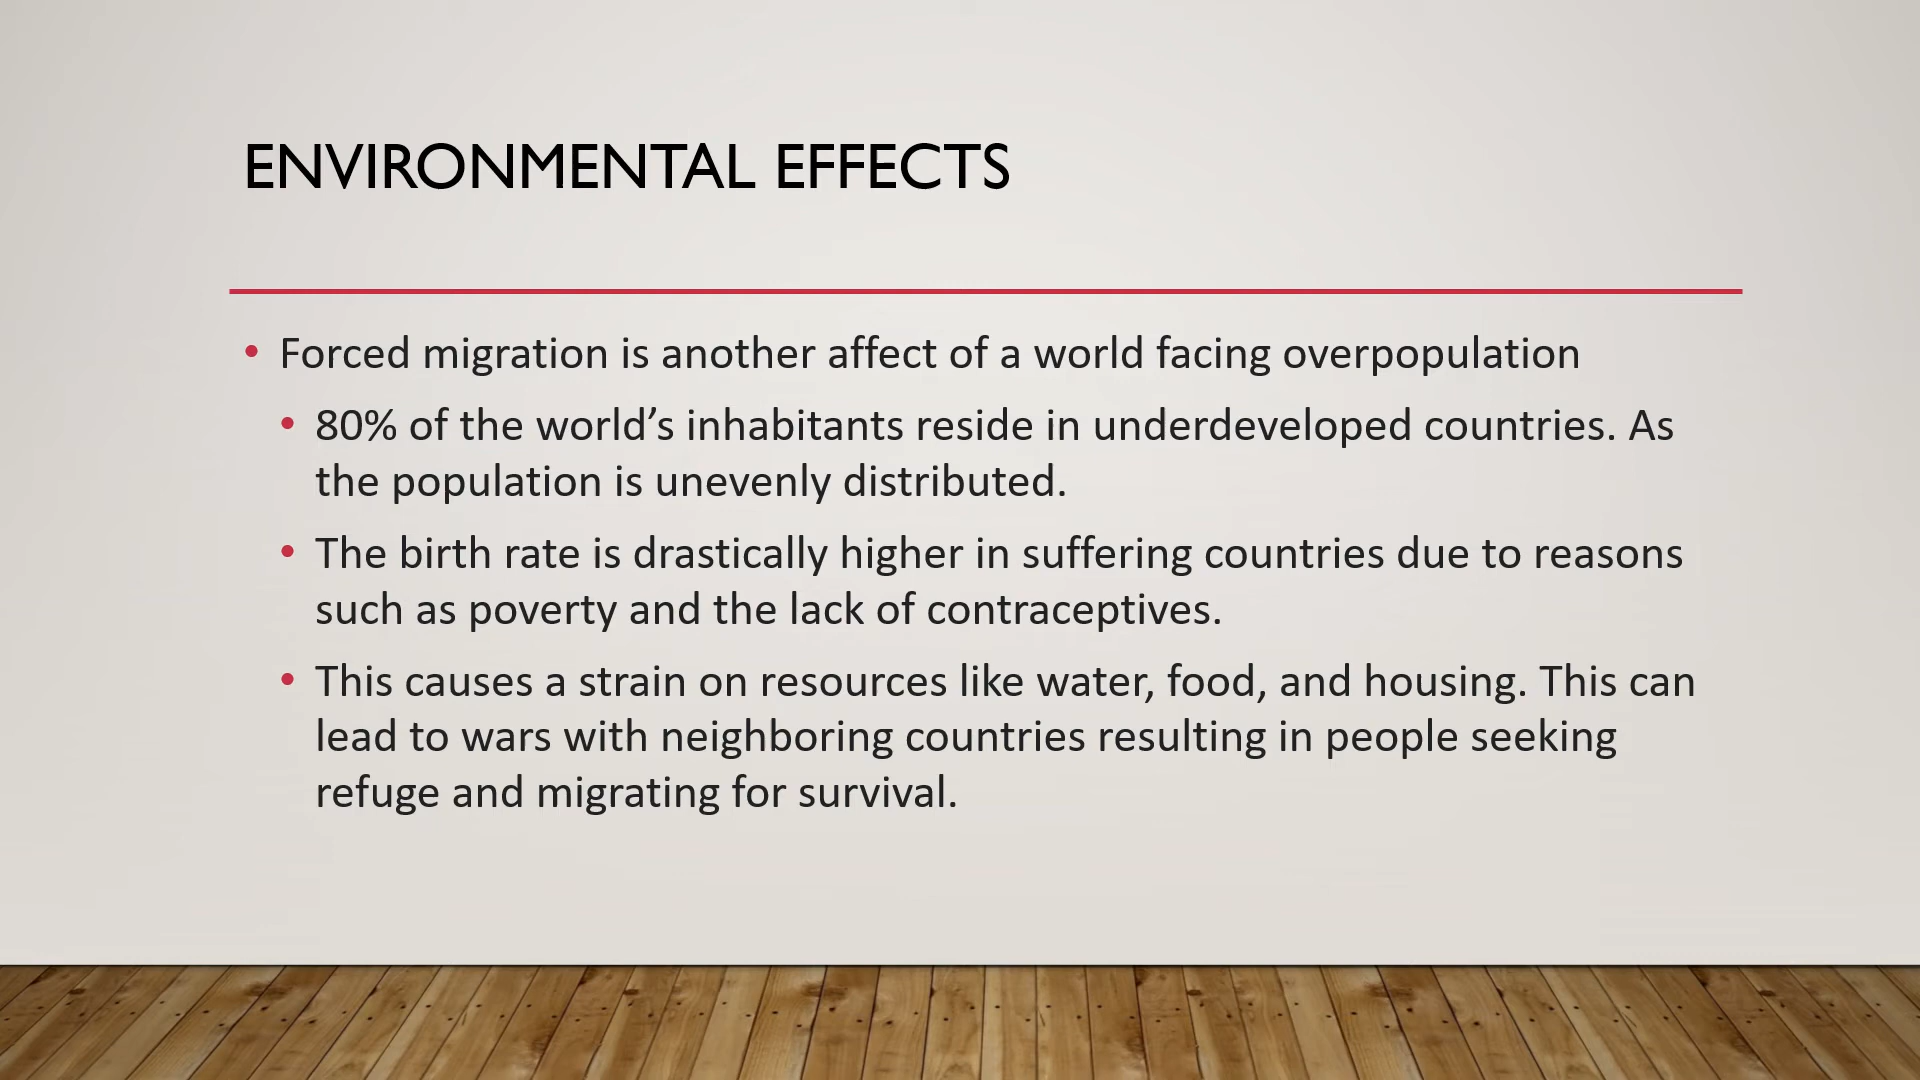 ENVIRONMENTAL EFFECTS
• Forced migration is another affect of a world facing overpopulation
• 80% of the world’s inhabitants reside in underdeveloped countries. As
the population is unevenly distributed.
• The birth rate is drastically higher in suffering countries due to reasons
such as poverty and the lack of contraceptives.
• This causes a strain on resources like water, food, and housing. This can
lead to wars with neighboring countries resulting in people seeking
refuge and migrating for survival.